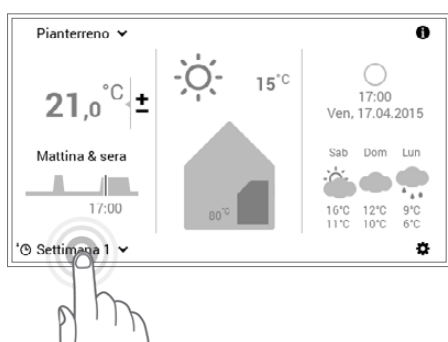 Pianterreno
21,0 °C ±
Mattina & sera
17:00
Settimana 1
15°C
80°C
17:00
Ven, 17.04.2015
Sab Dom Lun
16°C 12°C 9°C
11°C 10°C 6°C